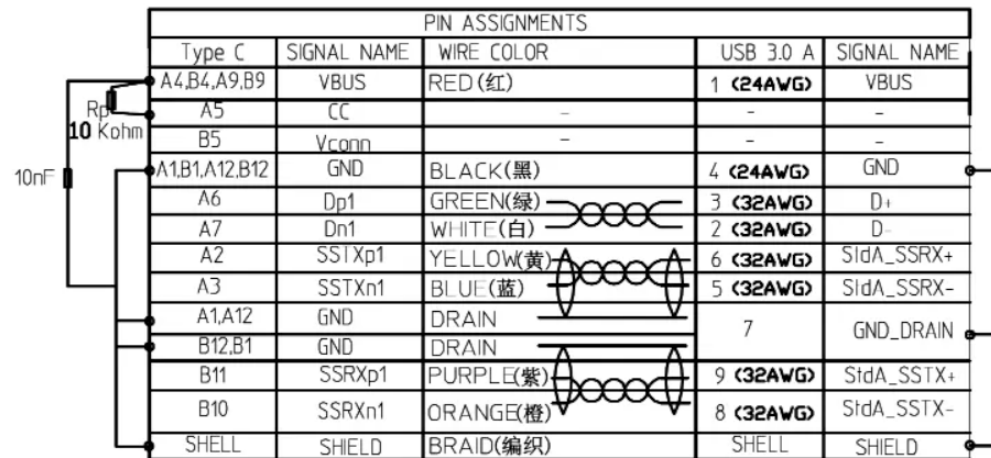 PIN ASSIGNMENTS
Type C SIGNAL NAME WIRE COLOR USB 3.0 A SIGNAL NAME
A4,B4,A9,B9 VBUS RED(红) 1 (24AWG) VBUS
Rp A5 CC - - -
10 Kohm
B5 Vconn - - -
10nF
A1,B1,A12,B12 GND BLACK(黑) 4 (24AWG) GND
A6 Dp1 GREEN(绿) 3 (32AWG) D+
A7 Dn1 WHITE(白) 2 (32AWG) D-
A2 SSTXp1 YELLOW(黄) 6 (32AWG) StdA_SSRX+
A3 SSTXn1 BLUE(蓝) 5 (32AWG) StdA_SSRX-
A1,A12 GND DRAIN 7 GND_DRAIN
B12,B1 GND DRAIN
B11 SSRXp1 PURPLE(紫) 9 (32AWG) StdA_SSTX+
B10 SSRXn1 ORANGE(橙) 8 (32AWG) StdA_SSTX-
SHELL SHIELD BRAID(编织) SHELL SHIELD